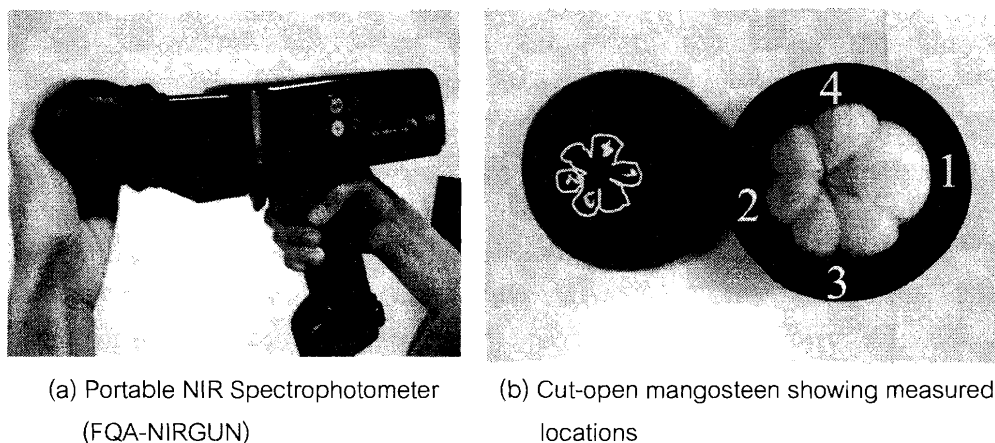 4
1
2
3
(a) Portable NIR Spectrophotometer
(FQA-NIRGUN)
(b) Cut-open mangosteen showing measured
locations